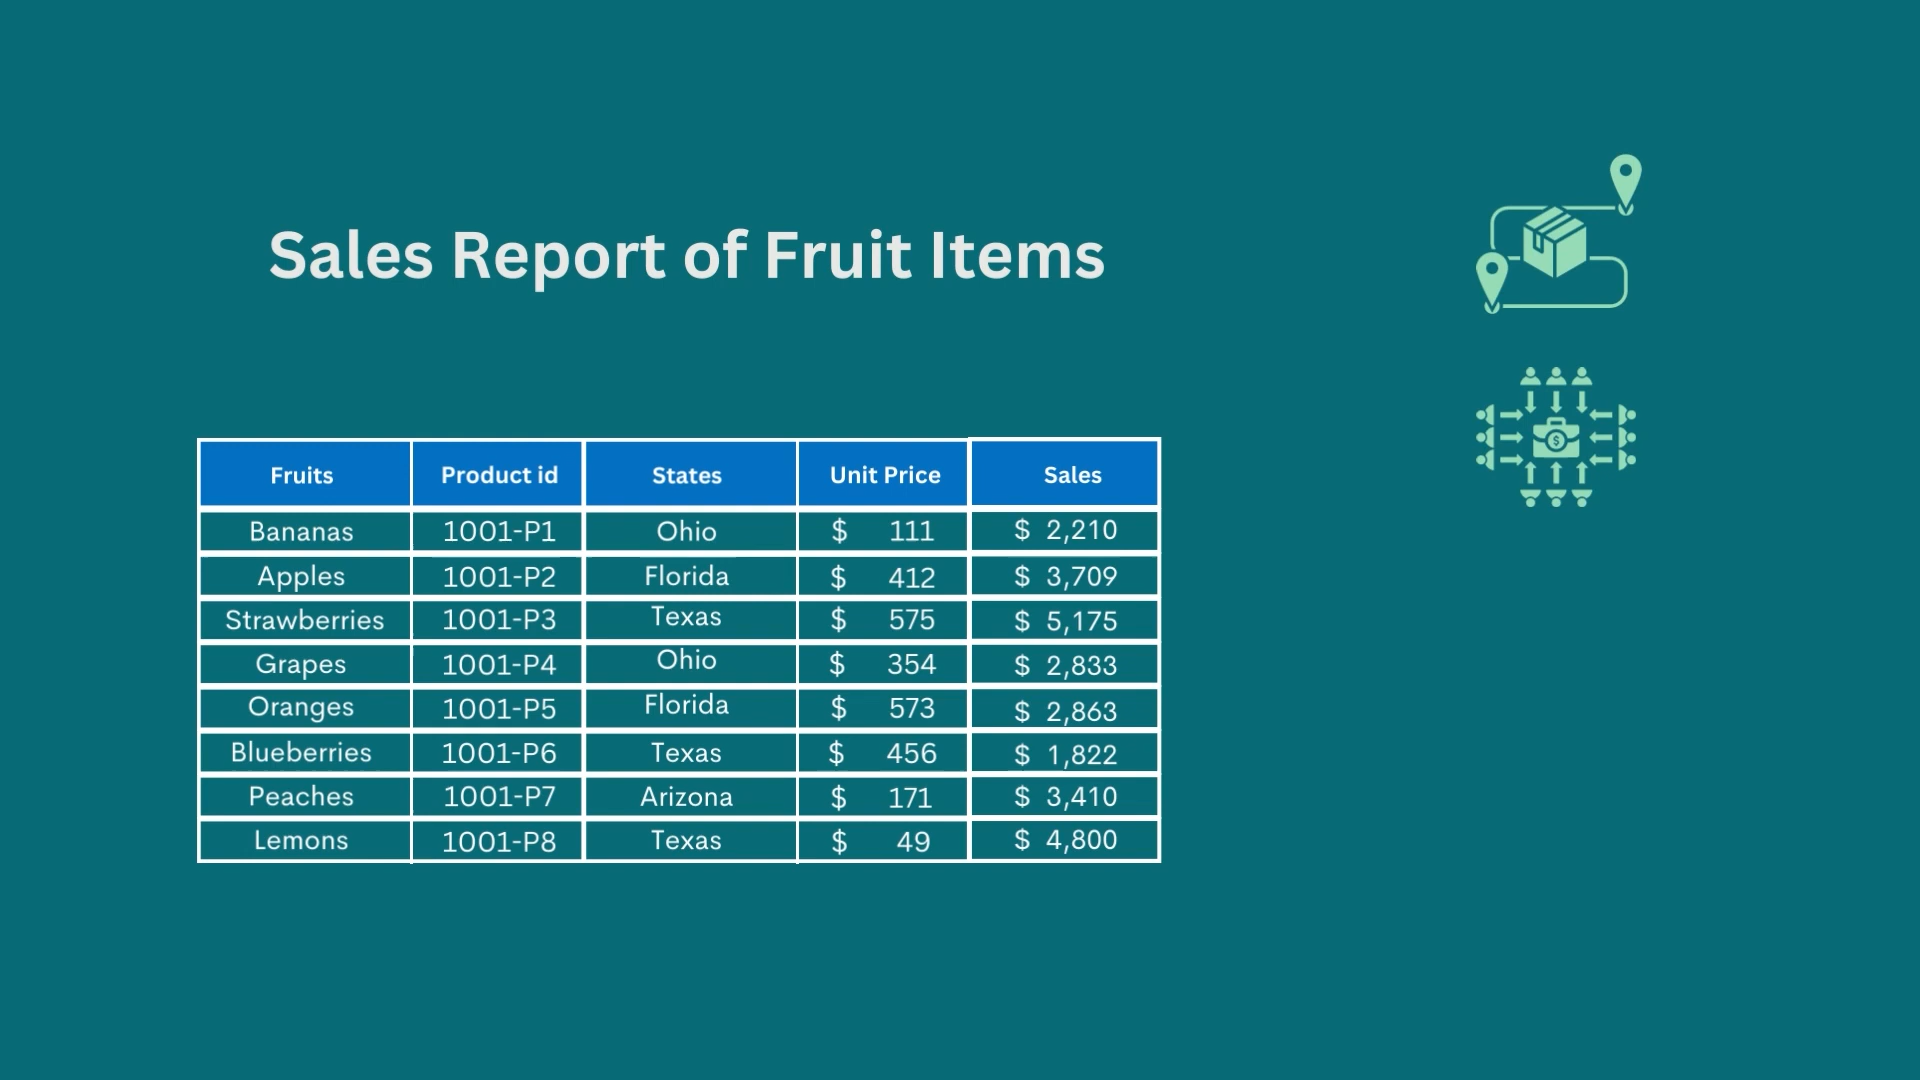 Sales Report of Fruit Items
Fruits Product id States Unit Price Sales
Bananas 1001-P1 Ohio $ 111 $ 2,210
Apples 1001-P2 Florida $ 412 $ 3,709
Strawberries 1001-P3 Texas $ 575 $ 5,175
Grapes 1001-P4 Ohio $ 354 $ 2,833
Oranges 1001-P5 Florida $ 573 $ 2,863
Blueberries 1001-P6 Texas $ 456 $ 1,822
Peaches 1001-P7 Arizona $ 171 $ 3,410
Lemons 1001-P8 Texas $ 49 $ 4,800
$